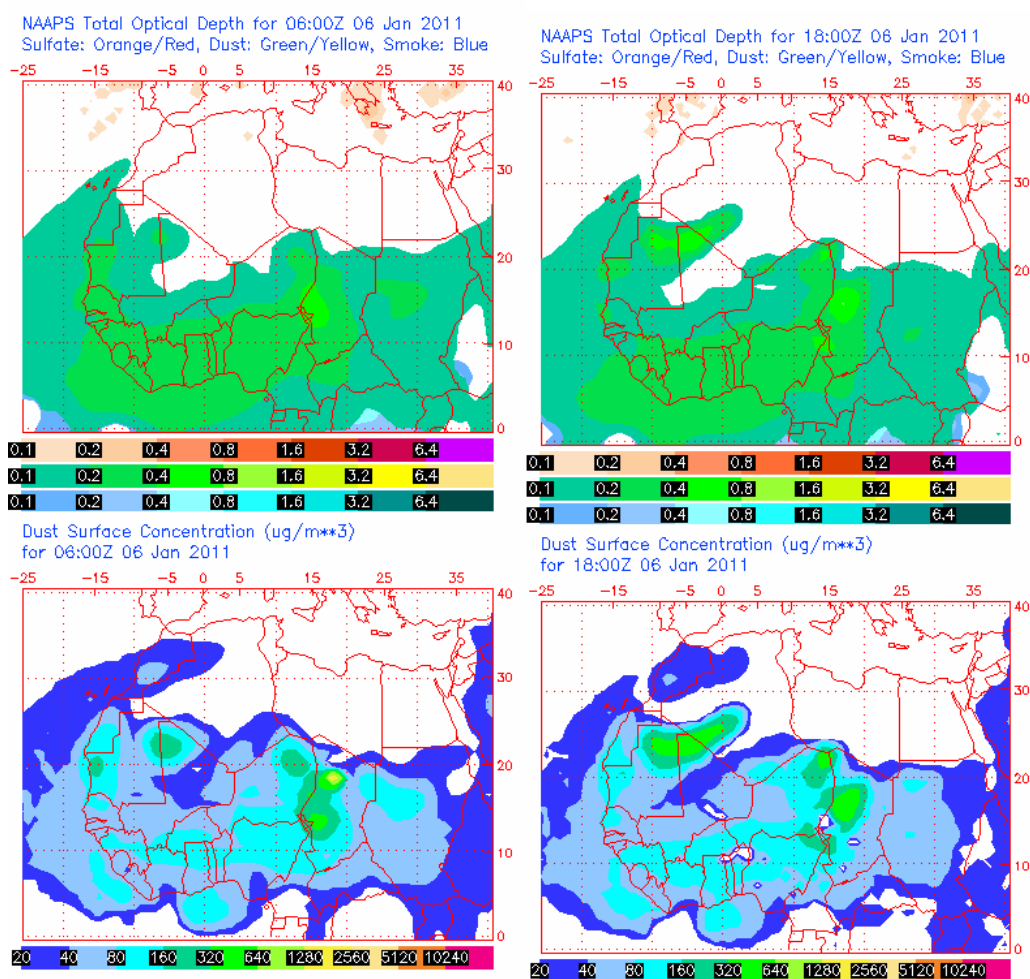 NAAPS Total Optical Depth for 06:00Z 06 Jan 2011
Sulfate: Orange/Red, Dust: Green/Yellow, Smoke: Blue
-25 -15 -5 0 5 15 25 35
40
30
20
10
0
0.1 0.2 0.4 0.8 1.6 3.2 6.4
0.1 0.2 0.4 0.8 1.6 3.2 6.4
0.1 0.2 0.4 0.8 1.6 3.2 6.4
NAAPS Total Optical Depth for 18:00Z 06 Jan 2011
Sulfate: Orange/Red, Dust: Green/Yellow, Smoke: Blue
-25 -15 -5 0 5 15 25 35
40
30
20
10
0
0.1 0.2 0.4 0.8 1.6 3.2 6.4
0.1 0.2 0.4 0.8 1.6 3.2 6.4
0.1 0.2 0.4 0.8 1.6 3.2 6.4
Dust Surface Concentration (ug/m**3)
for 06:00Z 06 Jan 2011
-25 -15 -5 0 5 15 25 35
40
30
20
10
0
20 40 80 160 320 640 1280 2560 5120 10240
Dust Surface Concentration (ug/m**3)
for 18:00Z 06 Jan 2011
-25 -15 -5 0 5 15 25 35
40
30
20
10
0
20 40 80 160 320 640 1280 2560 5120 10240